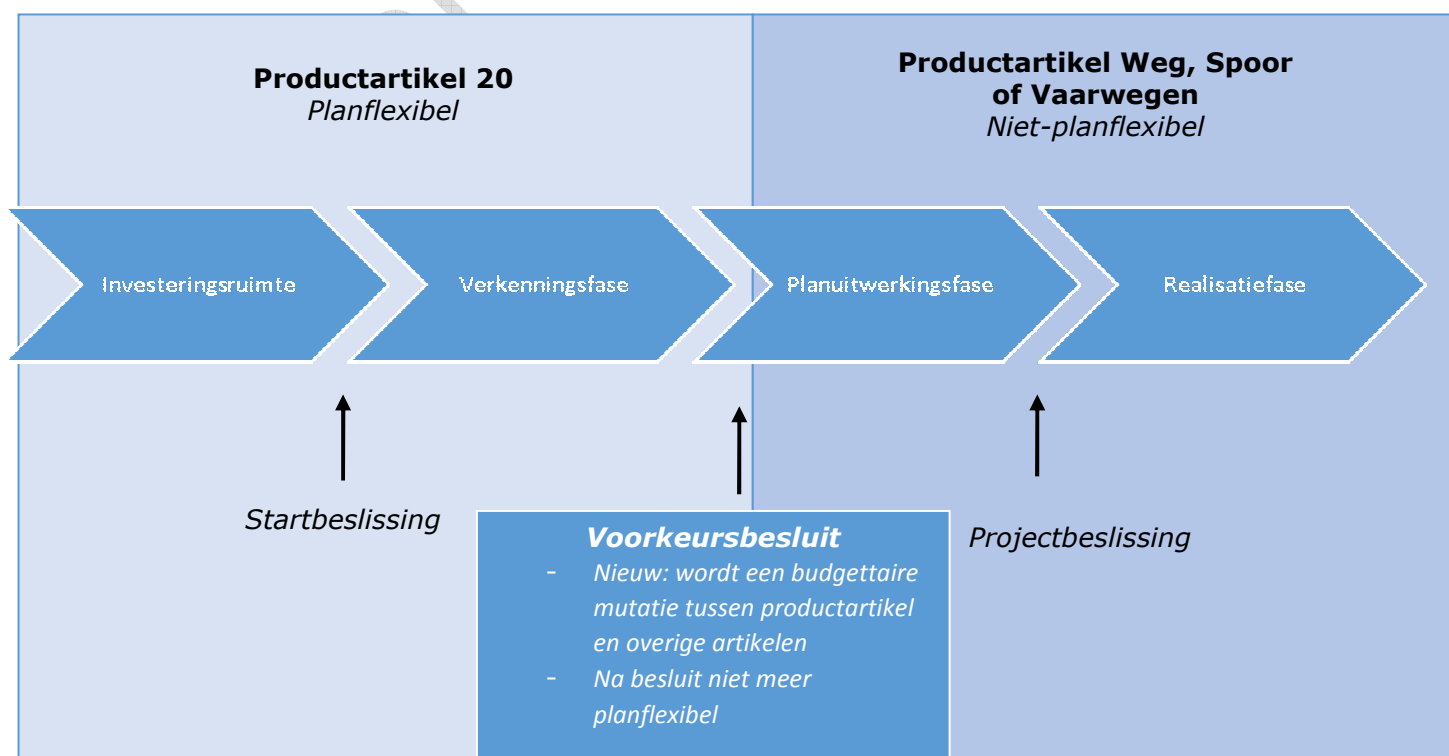 Productartikel 20
Planflexibel
Productartikel Weg, Spoor
of Vaarwegen
Niet-planflexibel
Investeringsruimte
Verkenningsfase
Planuitwerkingsfase
Realisatiefase
Startbeslissing
Voorkeursbesluit
- Nieuw: wordt een budgettaire
mutatie tussen productartikel
en overige artikelen
- Na besluit niet meer
planflexibel
Projectbeslissing